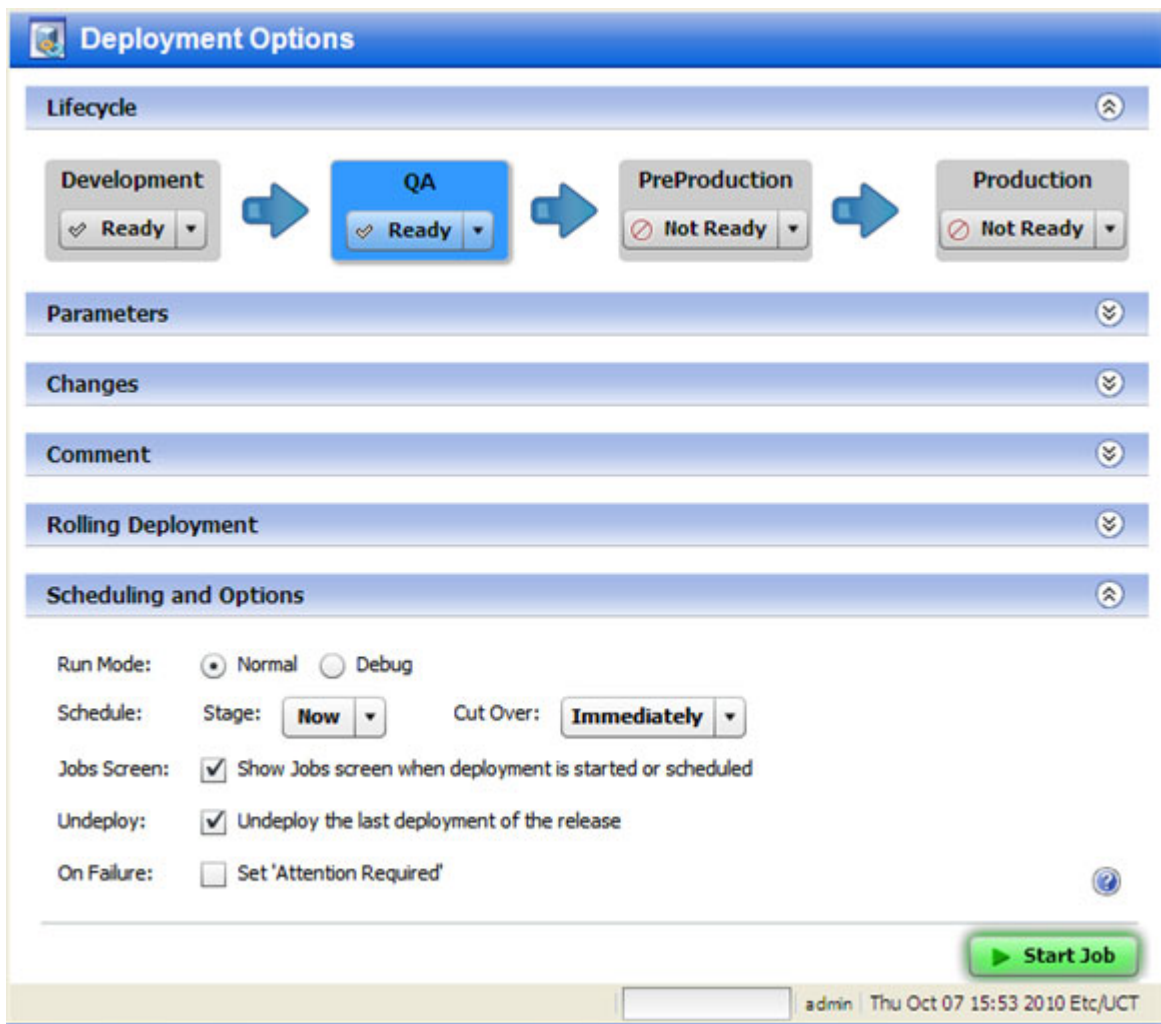 Deployment Options
Lifecycle
Development
QA
PreProduction
Production
Ready
Ready
Not Ready
Not Ready
Parameters
Changes
Comment
Rolling Deployment
Scheduling and Options
Run Mode: Normal Debug
Schedule: Stage: Now Cut Over: Immediately
Jobs Screen: Show Jobs screen when deployment is started or scheduled
Undeploy: Undeploy the last deployment of the release
On Failure: Set 'Attention Required'
Start Job
admin Thu Oct 07 15:53 2010 Etc/UCT